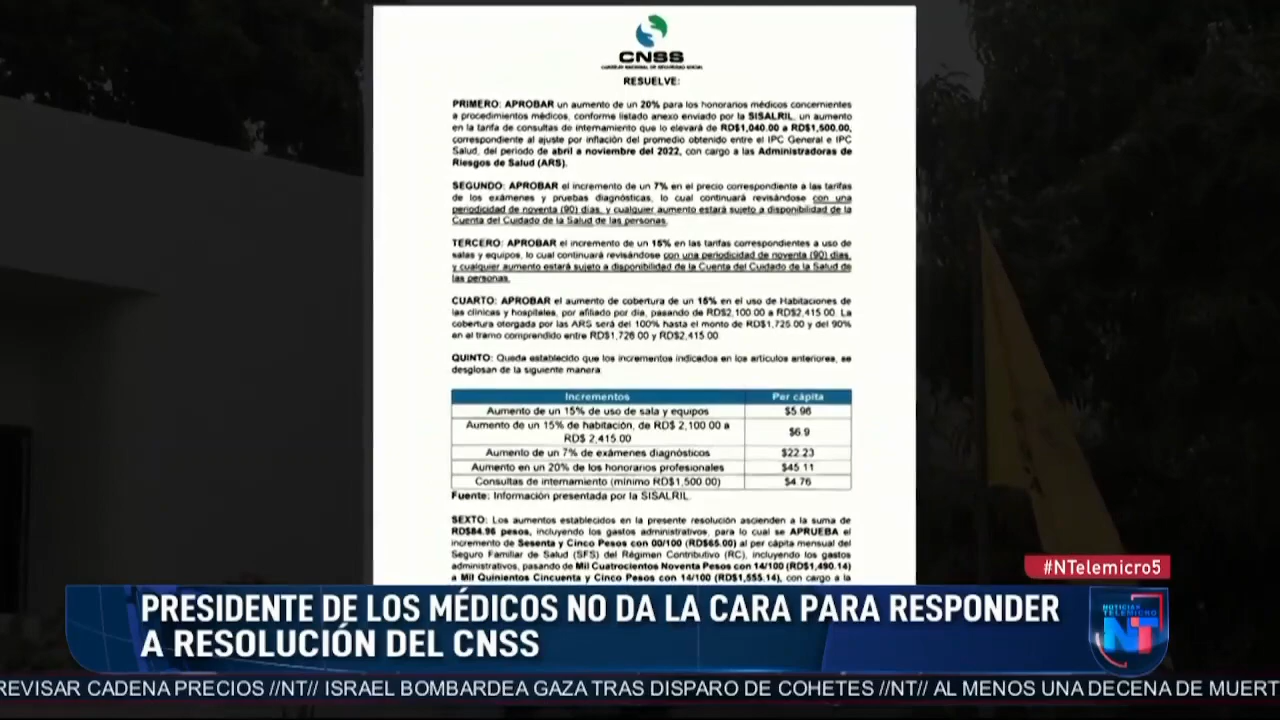 CNSS
CONSEJO NACIONAL DE SEGURIDAD SOCIAL
RESUELVE:
PRIMERO: APROBAR un aumento de un 20% para los honorarios médicos concernientes
a procedimientos médicos, conforme listado anexo enviado por la SISALRIL, un aumento
en la tarifa de consultas de internamiento que lo elevará de RD$1,040.00 a RD$1,500.00,
correspondiente al ajuste por inflación del promedio obtenido entre el IPC General e IPC
Salud, del periodo de abril a noviembre del 2022, con cargo a las Administradoras de
Riesgos de Salud (ARS).
SEGUNDO: APROBAR el incremento de un 7% en el precio correspondiente a las tarifas
de los exámenes y pruebas diagnósticas, lo cual continuará revisándose con una
periodicidad de noventa (90) días, y cualquier aumento estará sujeto a disponibilidad de la
Cuenta del Cuidado de la Salud de las personas.
TERCERO: APROBAR el incremento de un 15% en las tarifas correspondientes a uso de
salas y equipos, lo cual continuará revisándose con una periodicidad de noventa (90) días,
y cualquier aumento estará sujeto a disponibilidad de la Cuenta del Cuidado de la Salud de
las personas.
CUARTO: APROBAR el aumento de cobertura de un 15% en el uso de Habitaciones de
las clínicas y hospitales, por afiliado por día, pasando de RD$2,100.00 a RD$2,415.00. La
cobertura otorgada por las ARS será del 100% hasta el monto de RD$1,725.00 y del 90%
en el tramo comprendido entre RD$1,726.00 y RD$2,415.00
QUINTO: Queda establecido que los incrementos indicados en los artículos anteriores, se
desglosan de la siguiente manera
Incrementos Per cápita
Aumento de un 15% de uso de sala y equipos $5.96
Aumento de un 15% de habitación, de RD$ 2,100.00 a
RD$ 2,415.00 $6.9
Aumento de un 7% de exámenes diagnósticos $22.23
Aumento en un 20% de los honorarios profesionales $45.11
Consultas de internamiento (mínimo RD$1,500.00) $4.76
Fuente: Información presentada por la SISALRIL.
SEXTO: Los aumentos establecidos en la presente resolución ascienden a la suma de
RD$84.96 pesos, incluyendo los gastos administrativos, para lo cual se APRUEBA el
incremento de Sesenta y Cinco Pesos con 00/100 (RD$65.00) al per cápita mensual del
Seguro Familiar de Salud (SFS) del Régimen Contributivo (RC), incluyendo los gastos
administrativos, pasando de Mil Cuatrocientos Noventa Pesos con 14/100 (RD$1,490.14)
a Mil Quinientos Cincuenta y Cinco Pesos con 14/100 (RD$1,555.14), con cargo a la
#NTelemicro5
PRESIDENTE DE LOS MÉDICOS NO DA LA CARA PARA RESPONDER
A RESOLUCIÓN DEL CNSS
NOTICIAS
TELEMICRO
NT
REVISAR CADENA PRECIOS //NT// ISRAEL BOMBARDEA GAZA TRAS DISPARO DE COHETES //NT// AL MENOS UNA DECENA DE MUERT